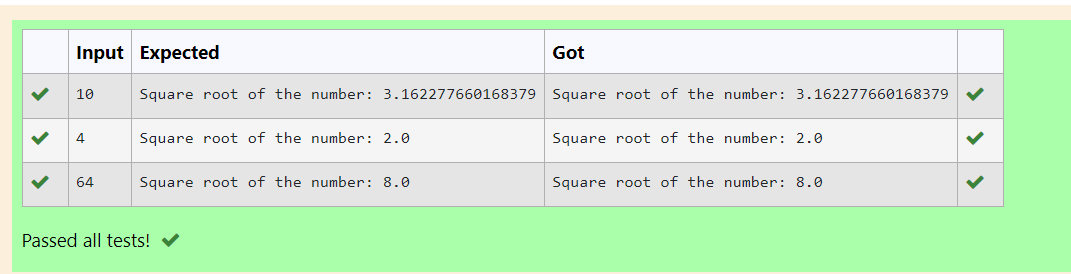 Input Expected Got
10 Square root of the number: 3.162277660168379 Square root of the number: 3.162277660168379
4 Square root of the number: 2.0 Square root of the number: 2.0
64 Square root of the number: 8.0 Square root of the number: 8.0
Passed all tests!